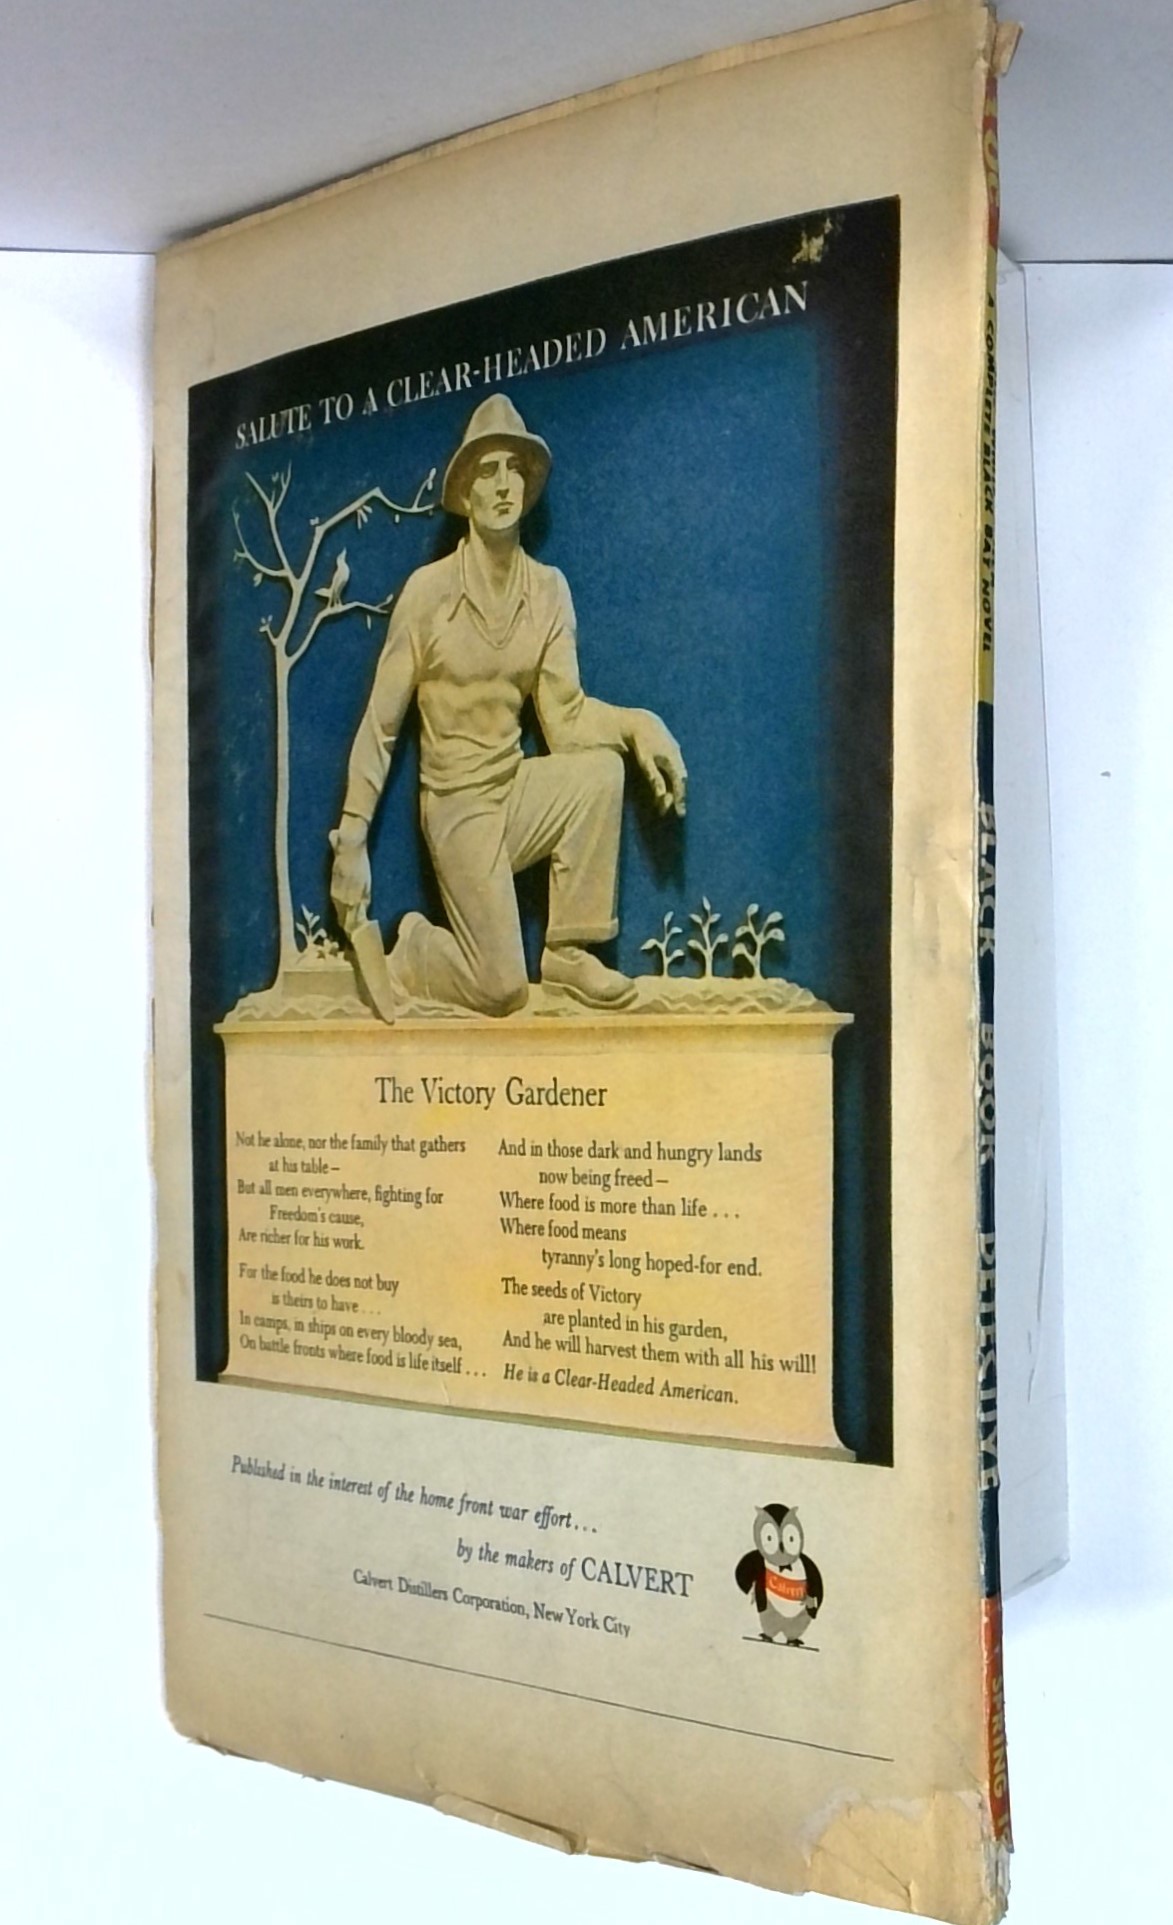 SALUTE TO A CLEAR-HEADED AMERICAN
The Victory Gardener
Not he alone, nor the family that gathers
at his table—
But all men everywhere, fighting for
Freedom's cause,
Are richer for his work.
For the food he does not buy
is theirs to have . . .
In camps, in ships on every bloody sea,
On battle fronts where food is life itself . . .
And in those dark and hungry lands
now being freed—
Where food is more than life . . .
Where food means
tyranny's long hoped-for end.
The seeds of Victory
are planted in his garden,
And he will harvest them with all his will!
He is a Clear-Headed American.
Published in the interest of the home front war effort...
by the makers of CALVERT
Calvert Distillers Corporation, New York City
Calvert
10¢
A COMPLETE BLACK BAT NOVEL
BLACK BOOK DETECTIVE
SPRING